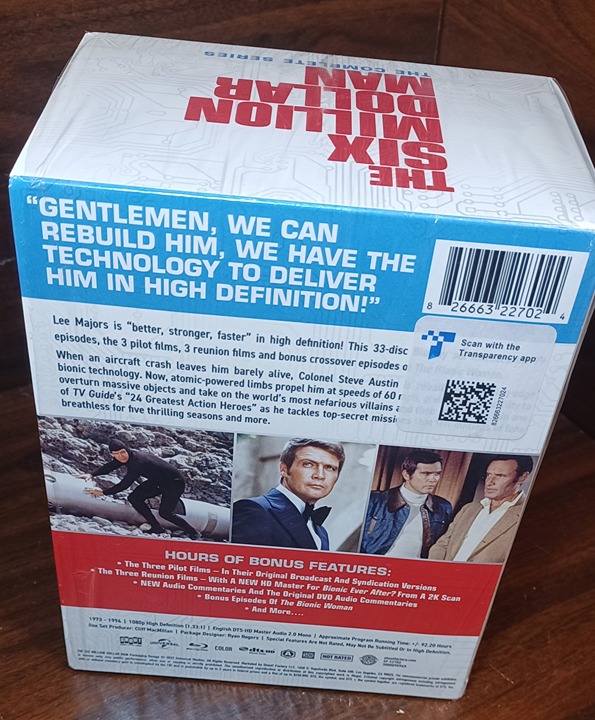 THE
SIX
MILLION
DOLLAR
MAN
THE COMPLETE SERIES
“GENTLEMEN, WE CAN
REBUILD HIM, WE HAVE THE
TECHNOLOGY TO DELIVER
HIM IN HIGH DEFINITION!”
8 26663 22702 4
Scan with the
Transparency app
826663227024
Lee Majors is “better, stronger, faster” in high definition! This 33-disc
episodes, the 3 pilot films, 3 reunion films and bonus crossover episodes o
The Bionic Woman
When an aircraft crash leaves him barely alive, Colonel Steve Austin
bionic technology. Now, atomic-powered limbs propel him at speeds of 60
overturn massive objects and take on the world's most nefarious villains
of TV Guide's “24 Greatest Action Heroes” as he tackles top-secret missi
breathless for five thrilling seasons and more.
HOURS OF BONUS FEATURES:
• The Three Pilot Films – In Their Original Broadcast And Syndication Versions
• The Three Reunion Films – With A NEW HD Master For Bionic Ever After? From A 2K Scan
• NEW Audio Commentaries And The Original DVD Audio Commentaries
• Bonus Episodes Of The Bionic Woman
• And More....
1973 - 1994 | 1080p High Definition (1.33:1) | English DTS-HD Master Audio 2.0 Mono | Approximate Program Running Time: +/- 92.20 Hours
Box Set Producer: Cliff MacMillan | Package Designer: Ryan Rogers | Special Features Are Not Rated, May Not Be Subtitled Or In High Definition.
COLOR
dts-HD
NOT RATED